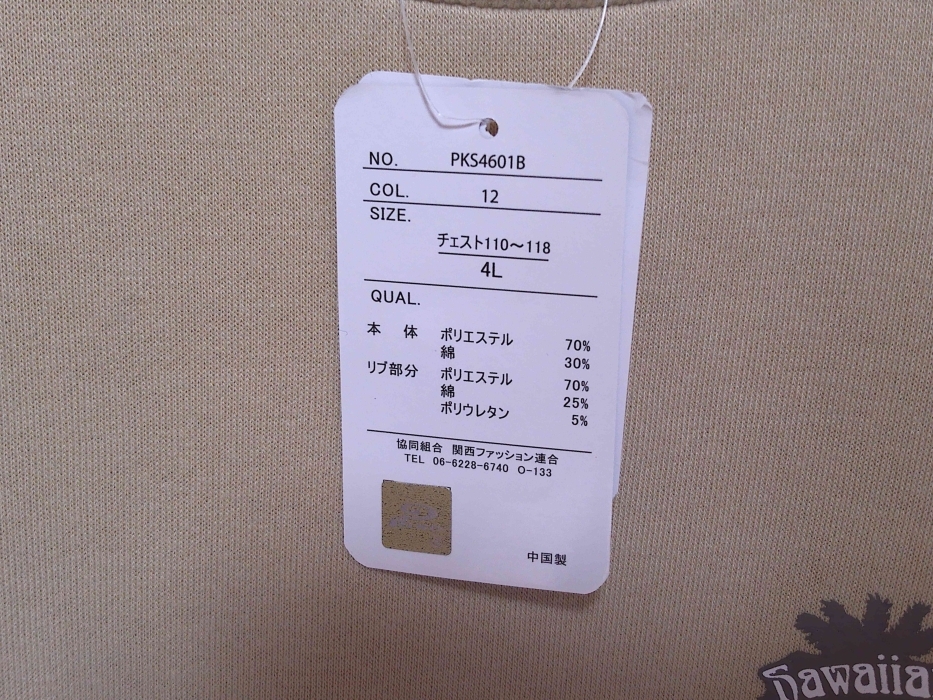 NO. PKS4601B
COL. 12
SIZE.
チェスト110～118
4L
QUAL.
本 体 ポリエステル 70%
綿 30%
リブ部分 ポリエステル 70%
綿 25%
ポリウレタン 5%
協同組合 関西ファッション連合
TEL 06-6228-6740 O-133
中国製